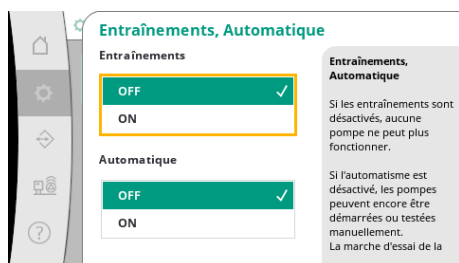 Entraînements, Automatique
Entraînements
OFF
ON
Automatique
OFF
ON
Entraînements,
Automatique
Si les entraînements sont
désactivés, aucune
pompe ne peut plus
fonctionner.
Si l'automatisme est
désactivé, les pompes
peuvent encore être
démarrées ou testées
manuellement.
La marche d'essai de la